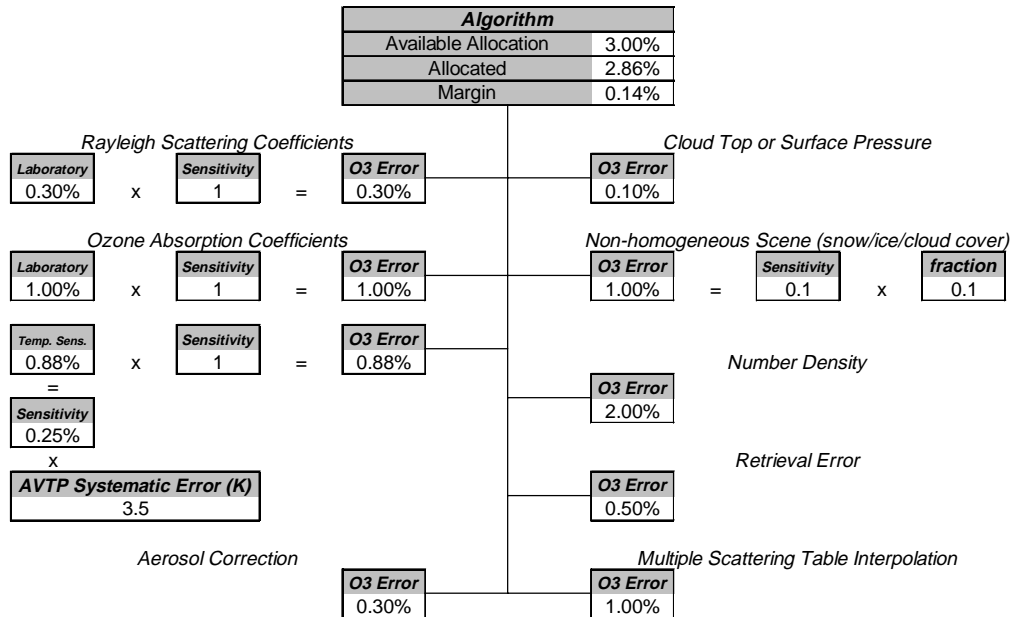 Algorithm
Available Allocation 3.00%
Allocated 2.86%
Margin 0.14%
Rayleigh Scattering Coefficients
Laboratory Sensitivity O3 Error
0.30% x 1 = 0.30%
Cloud Top or Surface Pressure
O3 Error
0.10%
Ozone Absorption Coefficients
Laboratory Sensitivity O3 Error
1.00% x 1 = 1.00%
Non-homogeneous Scene (snow/ice/cloud cover)
O3 Error Sensitivity fraction
1.00% = 0.1 x 0.1
Temp. Sens. Sensitivity O3 Error
0.88% x 1 = 0.88%
=
Sensitivity
0.25%
x
AVTP Systematic Error (K)
3.5
Number Density
O3 Error
2.00%
Retrieval Error
O3 Error
0.50%
Aerosol Correction
O3 Error
0.30%
Multiple Scattering Table Interpolation
O3 Error
1.00%